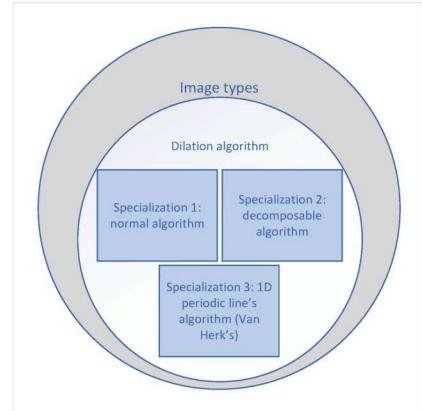 Image types
Dilation algorithm
Specialization 1:
normal algorithm
Specialization 2:
decomposable
algorithm
Specialization 3: 1D
periodic line's
algorithm (Van
Herk's)